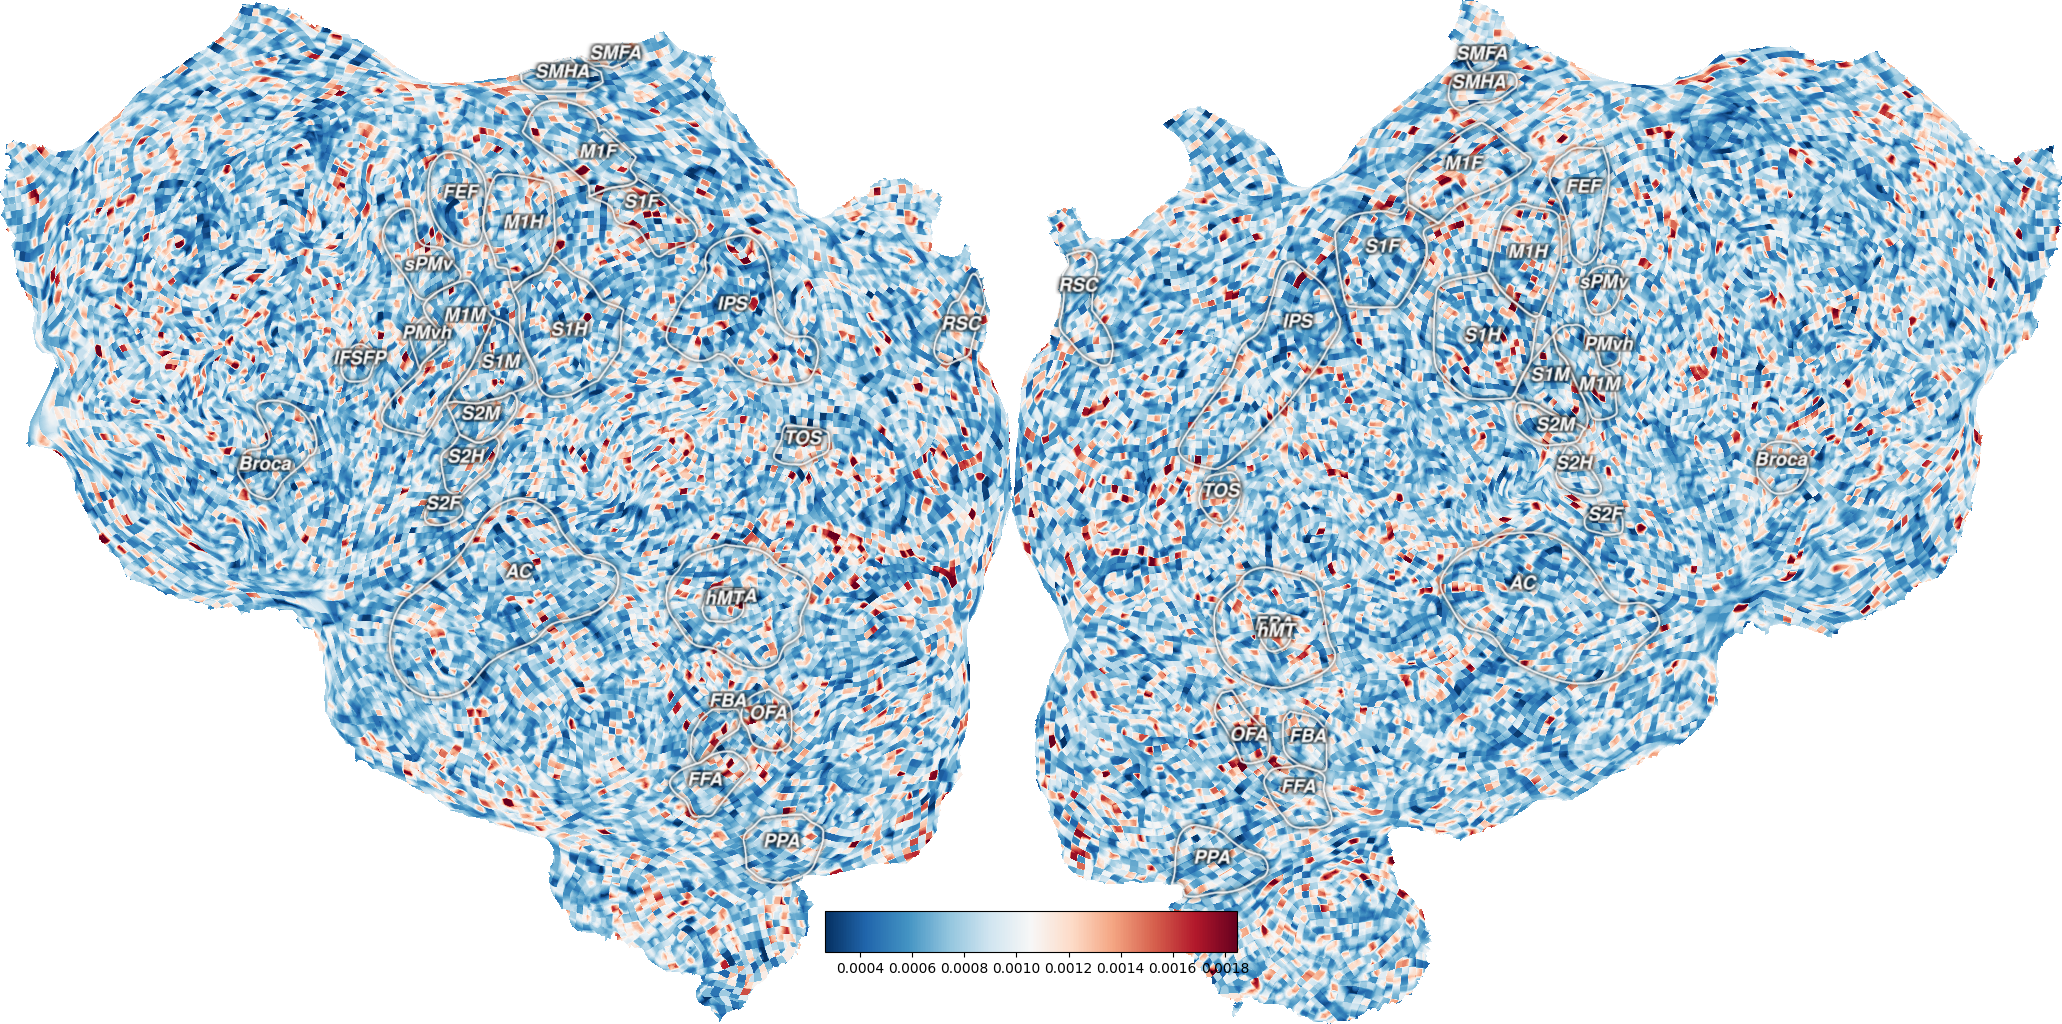 SMFA
SMHA
M1F
FEF
S1F
M1H
sPMv
IPS
M1M
PMvh
S1H
RSC
IFSFP
S1M
S2M
TOS
Broca
S2H
S2F
AC
hMT
FBA
OFA
FFA
PPA
SMFA
SMHA
M1F
FEF
S1F
M1H
RSC
sPMv
IPS
S1H
PMvh
S1M
M1M
S2M
S2H
Broca
TOS
S2F
AC
hMT
OFA
FBA
FFA
PPA
0.0004 0.0006 0.0008 0.0010 0.0012 0.0014 0.0016 0.0018